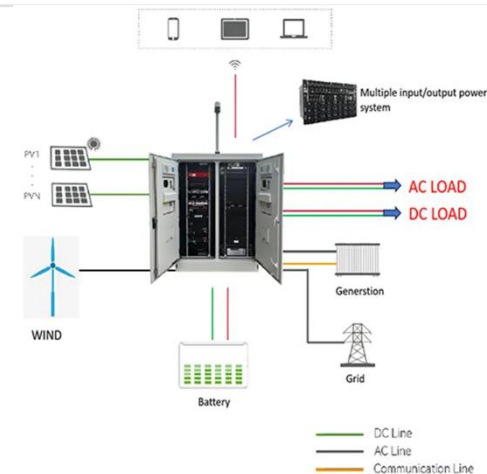 Multiple input/output power
system
PV1
PVN
AC LOAD
DC LOAD
Generstion
WIND
Grid
Battery
DC Line
AC Line
Communication Line